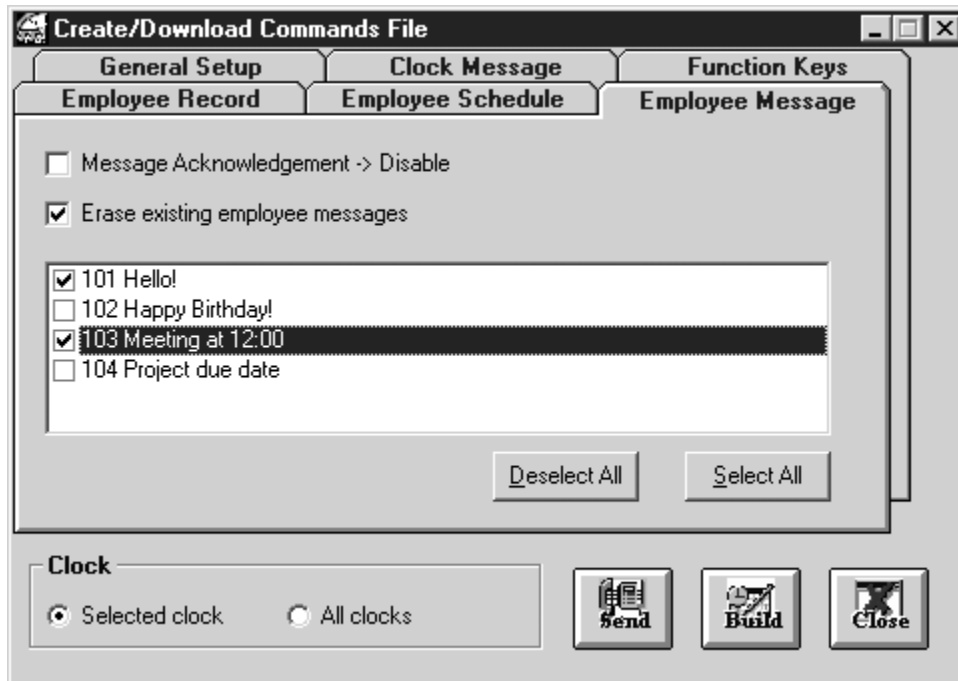 Create/Download Commands File
General Setup Clock Message Function Keys
Employee Record Employee Schedule Employee Message
Message Acknowledgement -> Disable
Erase existing employee messages
101 Hello!
102 Happy Birthday!
103 Meeting at 12:00
104 Project due date
Deselect All Select All
Clock
Selected clock All clocks
Send Build Close